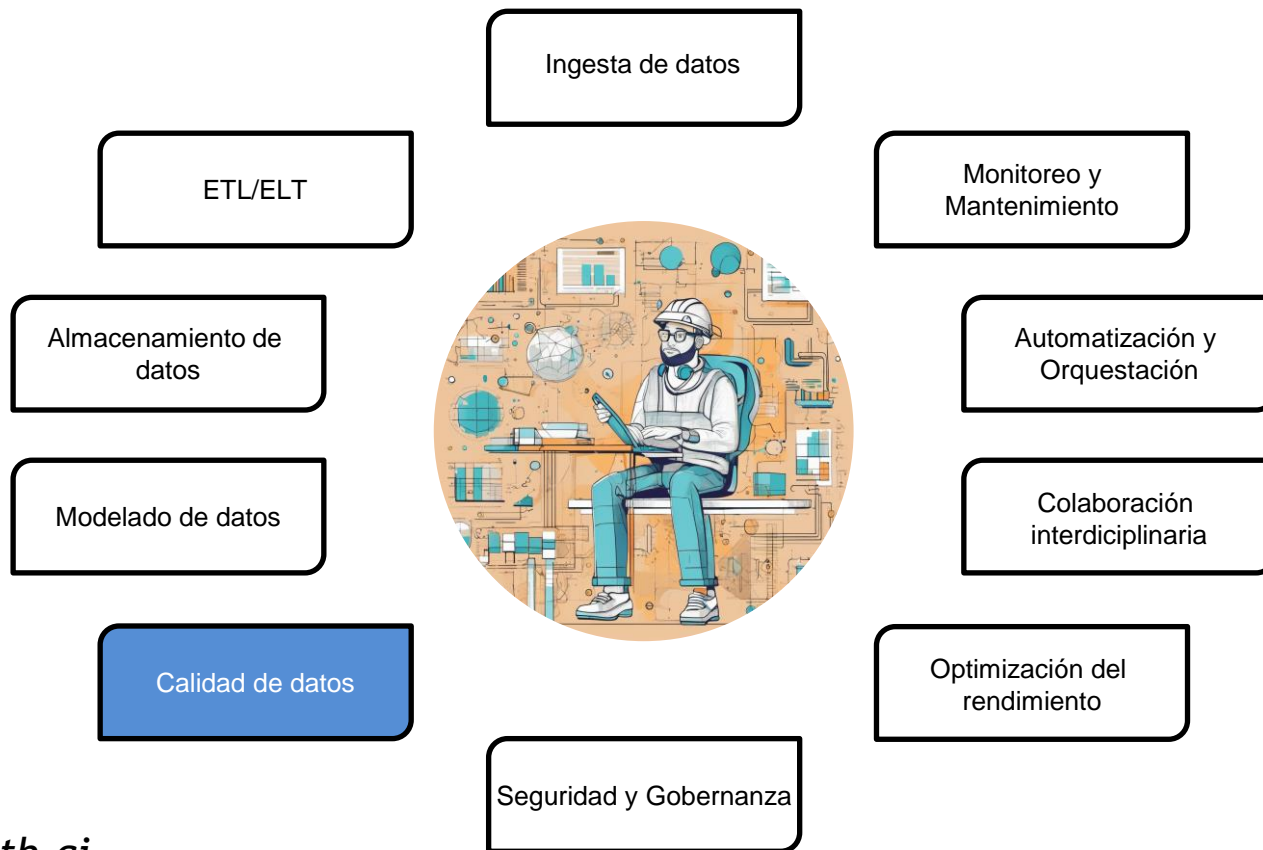 Ingesta de datos
ETL/ELT
Monitoreo y
Mantenimiento
Almacenamiento de
datos
Automatización y
Orquestación
Modelado de datos
Colaboración
interdiciplinaria
Calidad de datos
Optimización del
rendimiento
Seguridad y Gobernanza